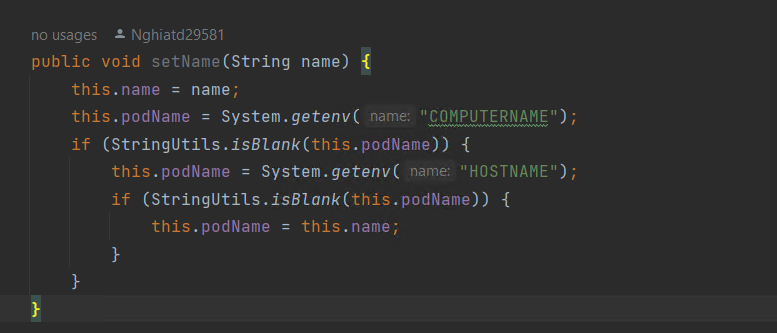 no usages Nghiatd29581
public void setName(String name) {
this.name = name;
this.podName = System.getenv( name: "COMPUTERNAME");
if (StringUtils.isBlank(this.podName)) {
this.podName = System.getenv( name: "HOSTNAME");
if (StringUtils.isBlank(this.podName)) {
this.podName = this.name;
}
}
}